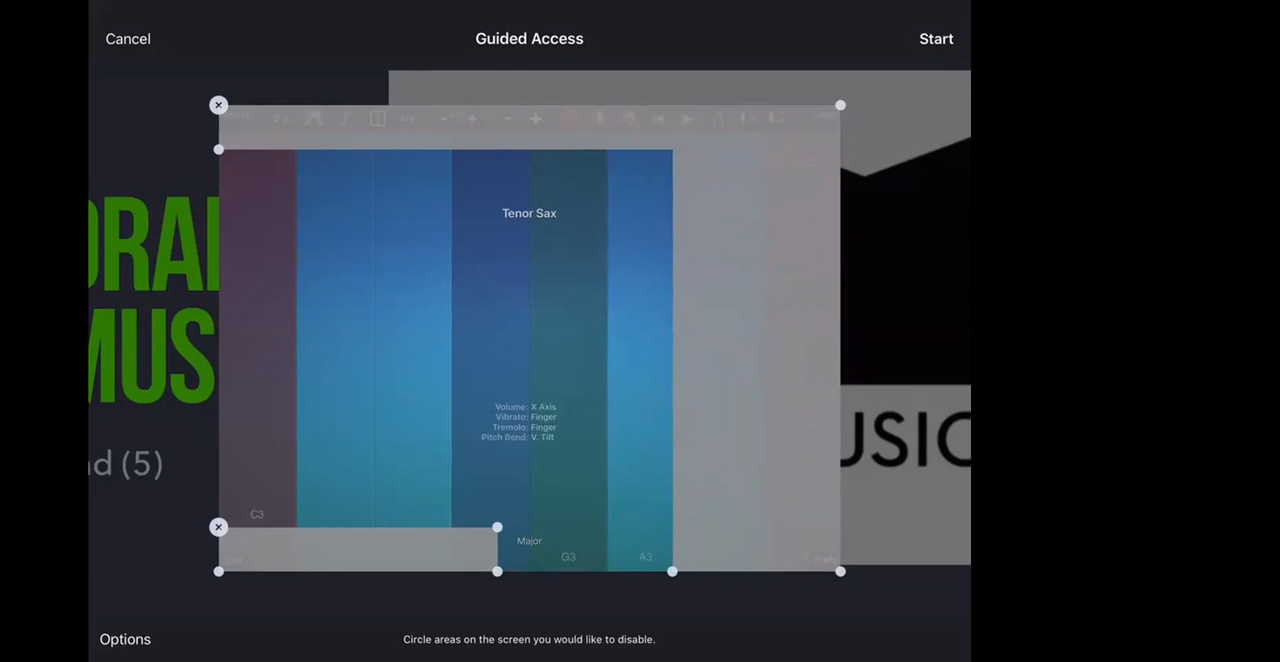 Cancel
Guided Access
Start
Tenor Sax
ORAL
MUS
nd (5)
USIC
Volume: X Axis
Vibrato: Finger
Tremolo: Finger
Pitch Bend: V. Tilt
C3
Major
G3
A3
Options
Circle areas on the screen you would like to disable.